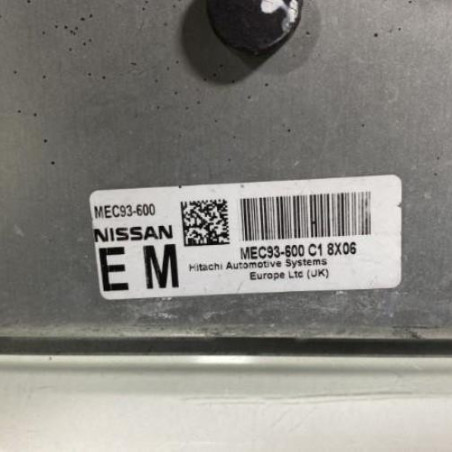 MEC93-600
NISSAN
E M
MEC93-600 C1 8X06
Hitachi Automotive Systems
Europe Ltd (UK)